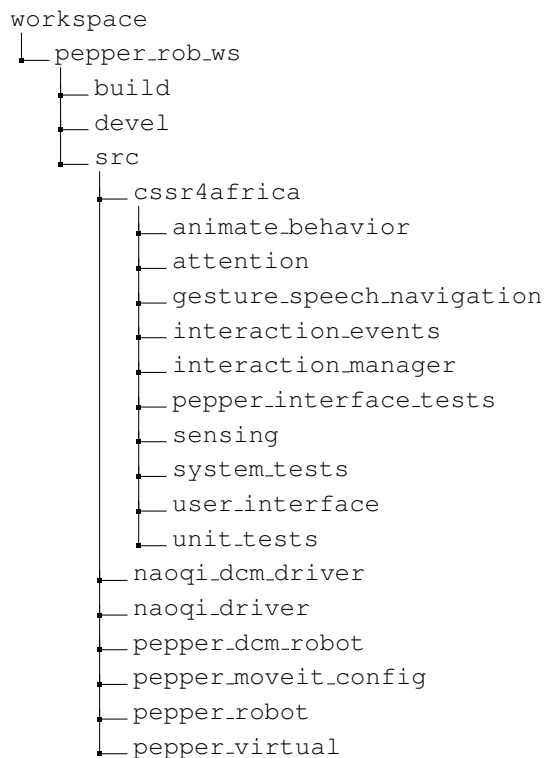 workspace
pepper_rob_ws
build
devel
src
cssr4africa
animate_behavior
attention
gesture_speech_navigation
interaction_events
interaction_manager
pepper_interface_tests
sensing
system_tests
user_interface
unit_tests
naoqi_dcm_driver
naoqi_driver
pepper_dcm_robot
pepper_moveit_config
pepper_robot
pepper_virtual